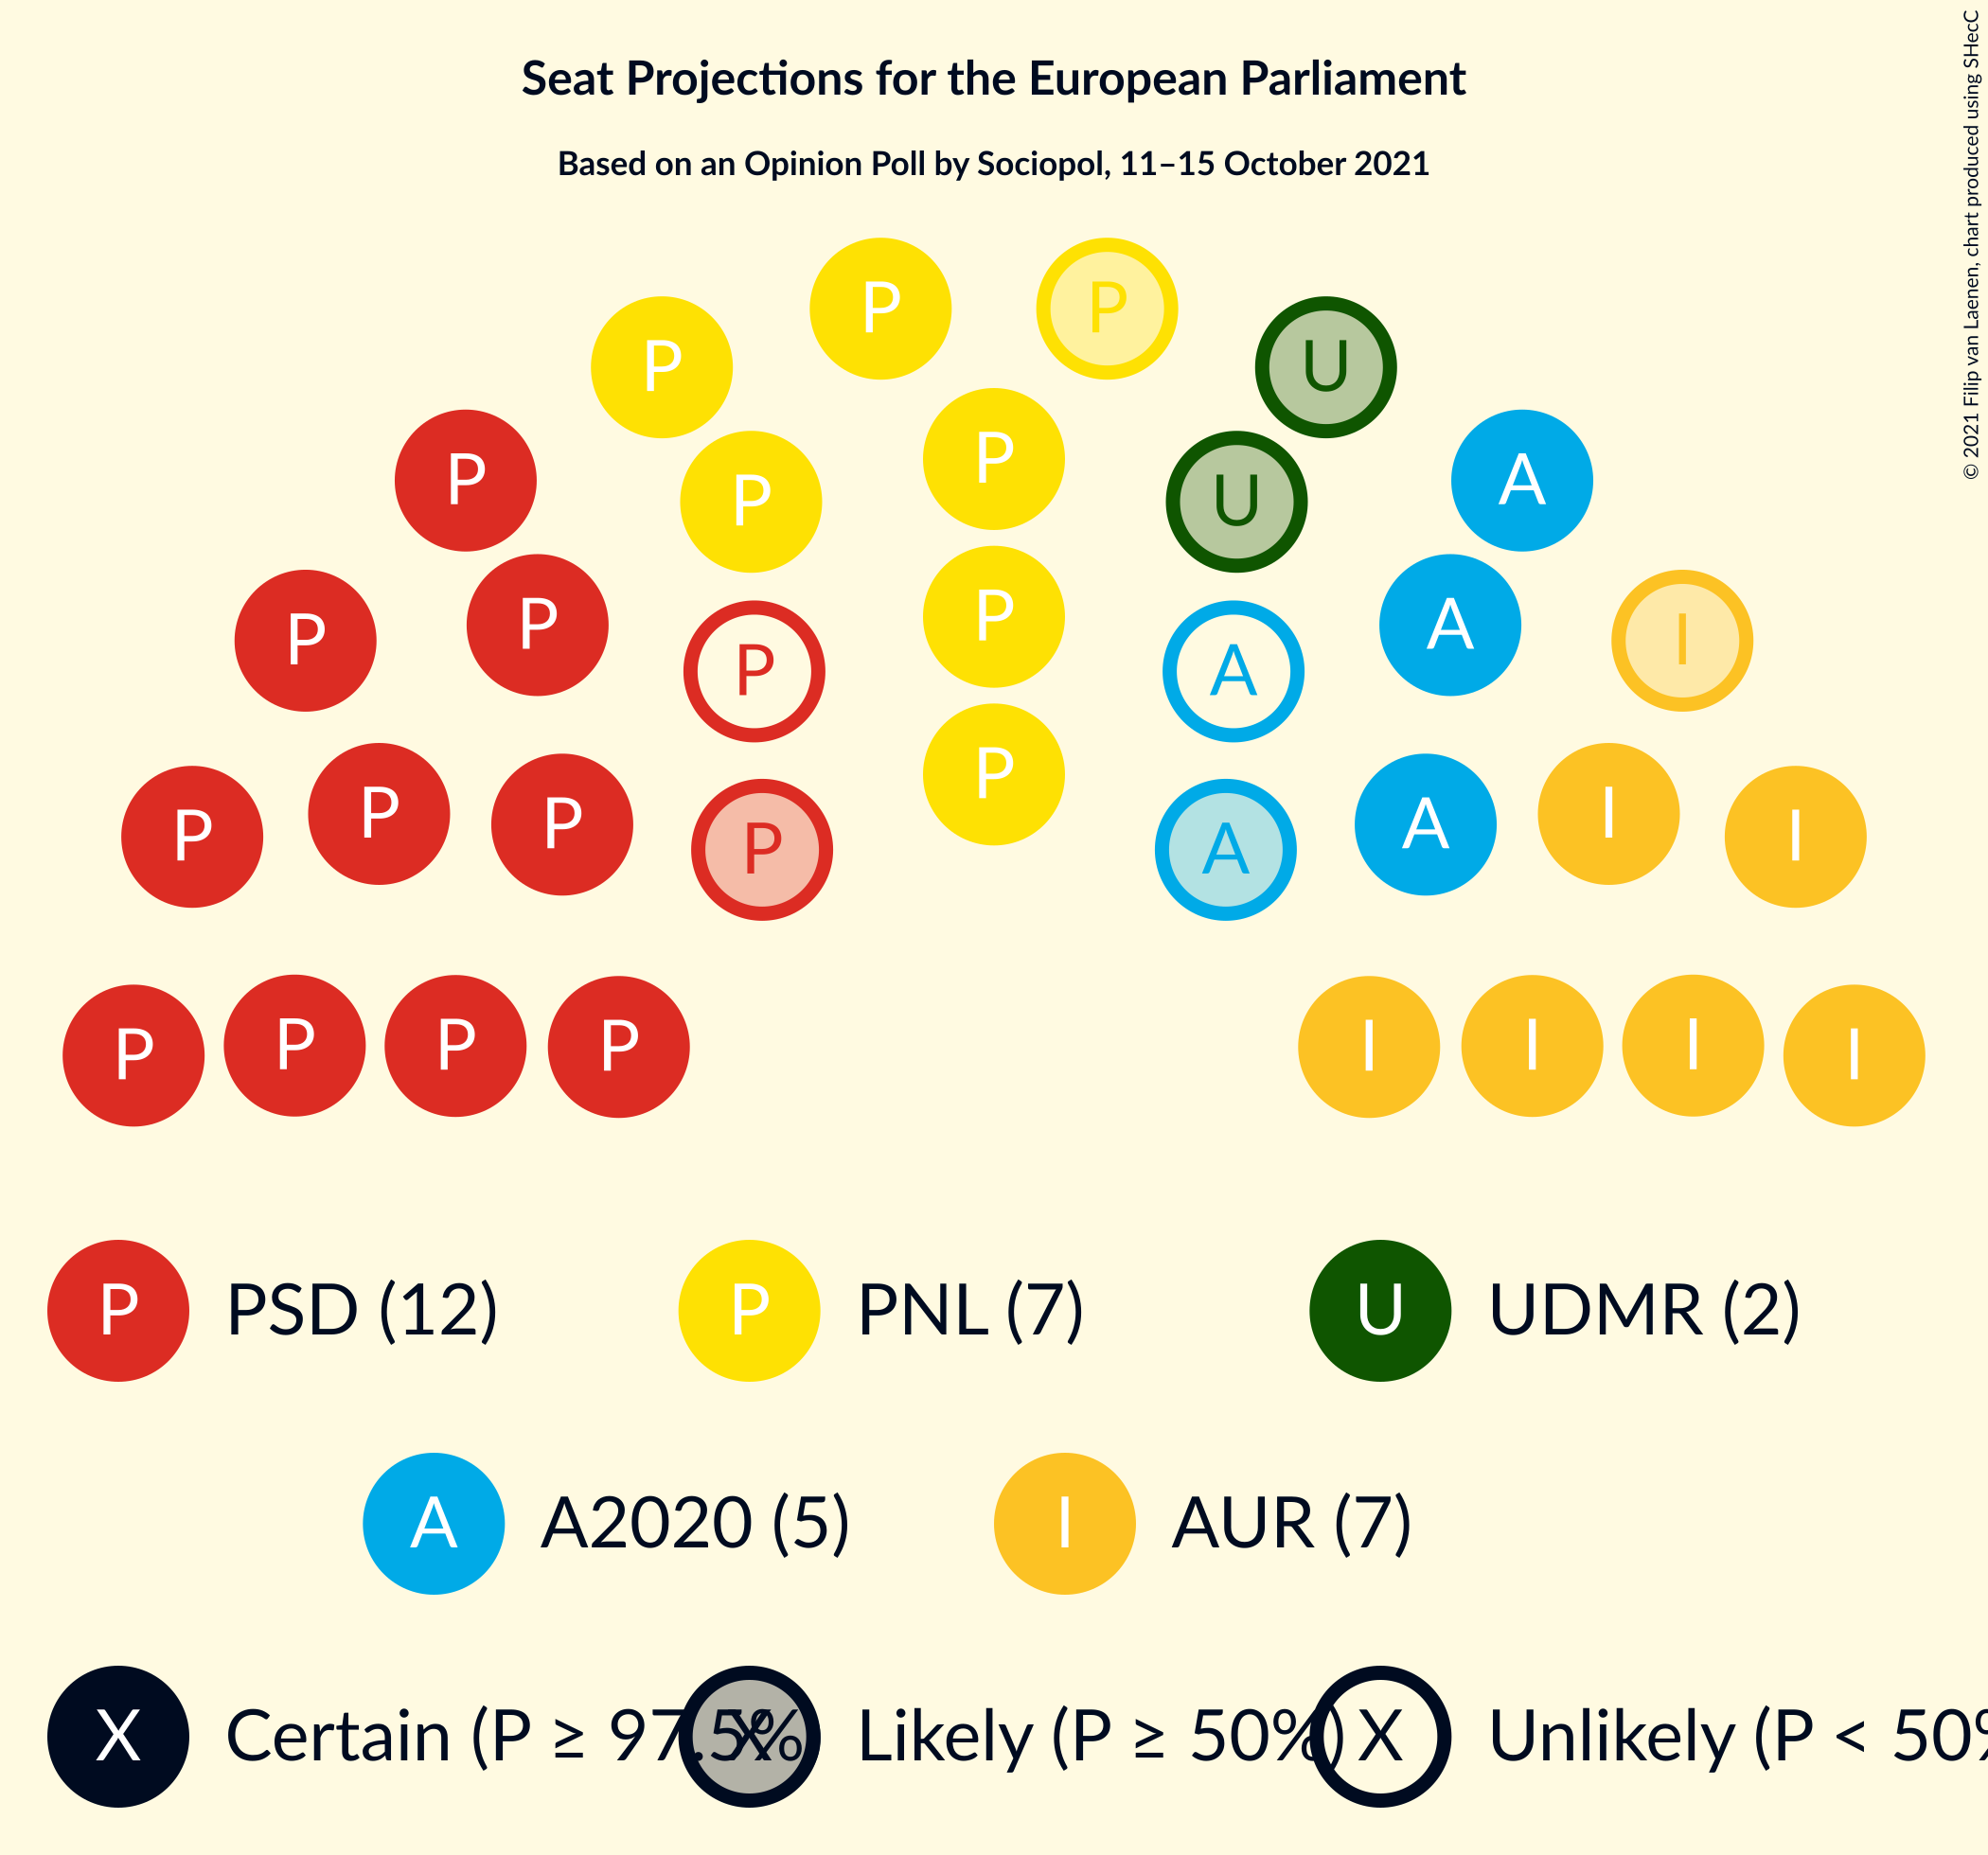 Seat Projections for the European Parliament
Based on an Opinion Poll by Sociopol, 11–15 October 2021
© 2021 Filip van Laenen, chart produced using SHecC
P P
P U
P P U A
P
P P P I
P A
P A
P P P I I
P A A
P
P P P P I I I I
P PSD (12) P PNL (7) U UDMR (2)
A A2020 (5) I AUR (7)
X Certain (P ≥ 97.5% X Likely (P ≥ 50%) X Unlikely (P <